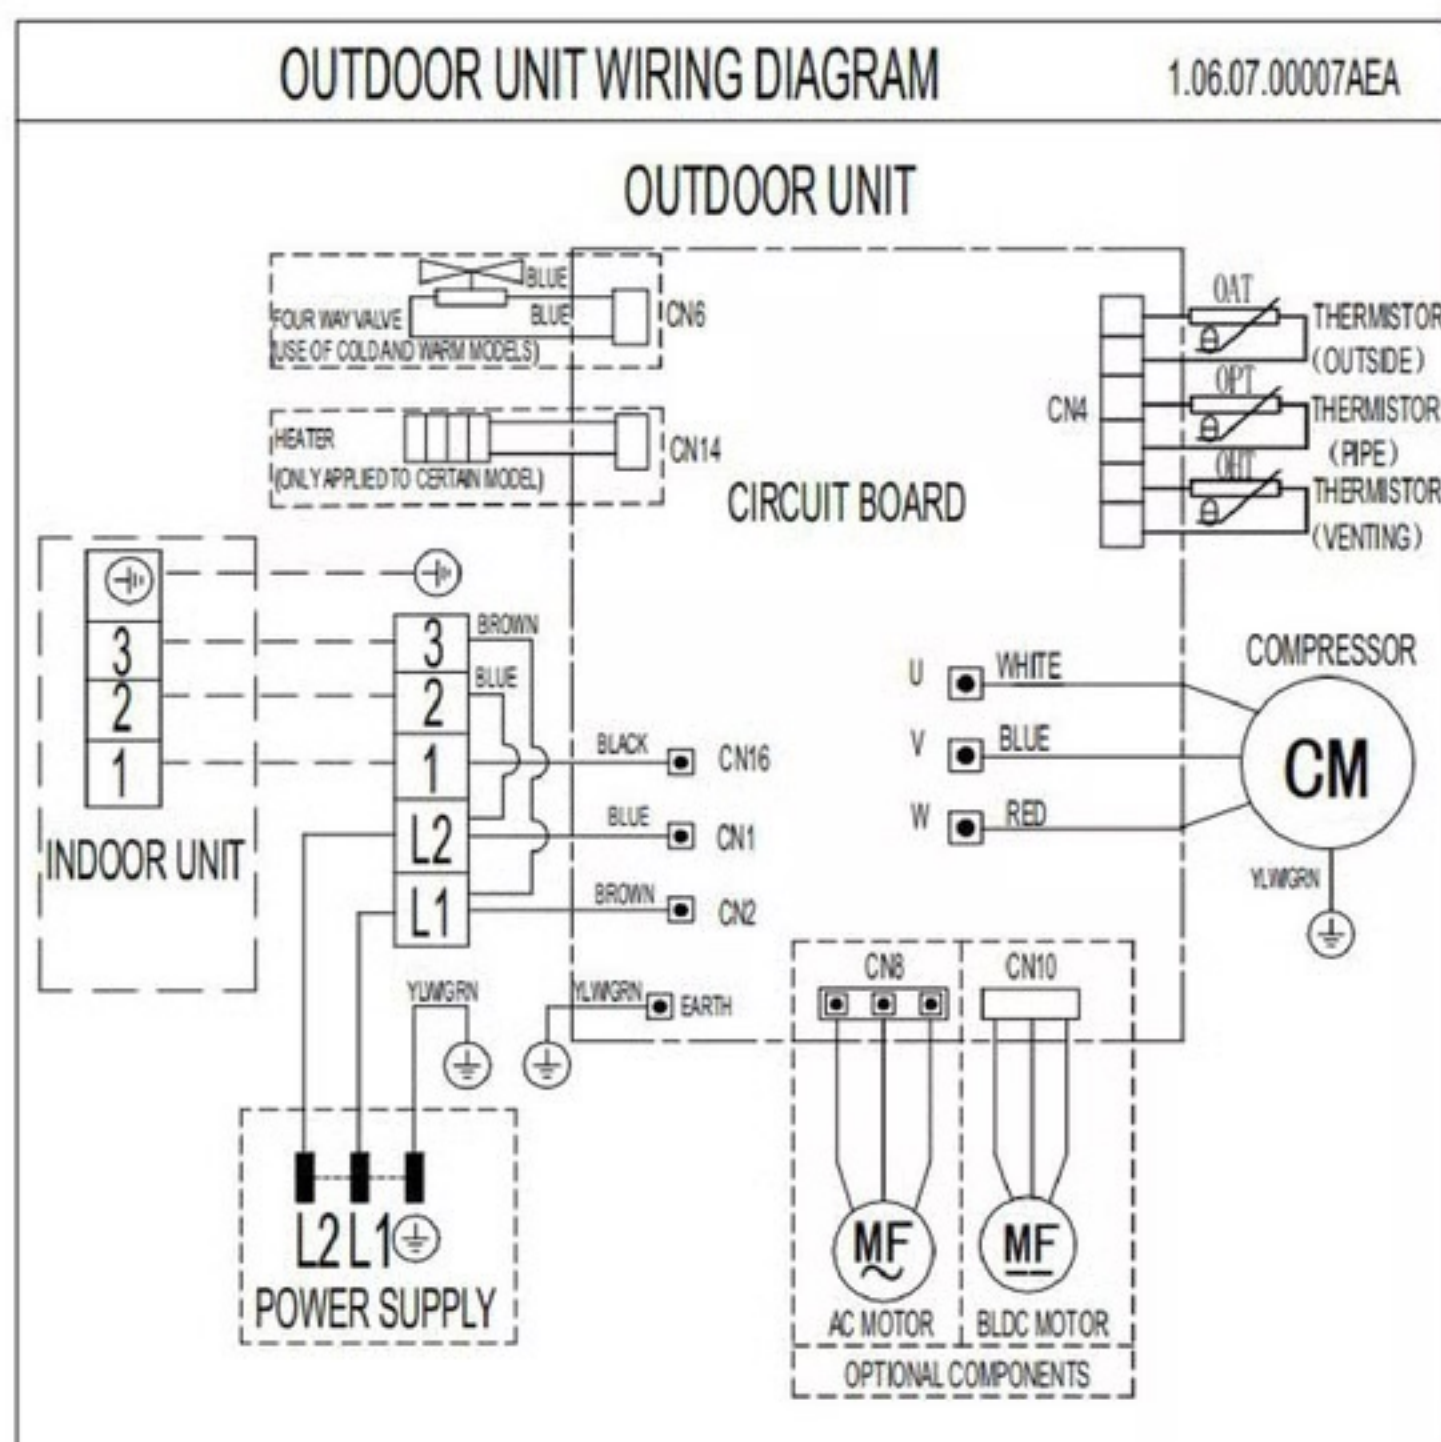 OUTDOOR UNIT WIRING DIAGRAM
1.06.07.00007AEA
OUTDOOR UNIT
BLUE
BLUE
FOUR WAY VALVE
(USE OF COLD AND WARM MODELS)
CN6
HEATER
(ONLY APPLIED TO CERTAIN MODEL)
CN14
CIRCUIT BOARD
CN4
OAT
THERMISTOR
(OUTSIDE)
OPT
THERMISTOR
(PIPE)
OHT
THERMISTOR
(VENTING)
3
2
1
INDOOR UNIT
3
2
1
L2
L1
BROWN
BLUE
BLACK
CN16
BLUE
CN1
BROWN
CN2
YLW/GRN
YLW/GRN
EARTH
U
WHITE
V
BLUE
W
RED
COMPRESSOR
CM
YLW/GRN
CN8
CN10
MF
MF
AC MOTOR
BLDC MOTOR
OPTIONAL COMPONENTS
L2 L1
POWER SUPPLY